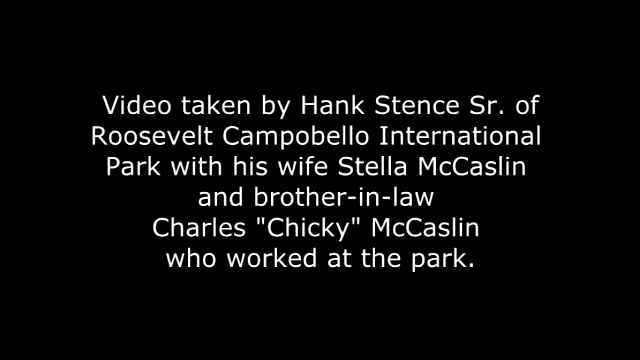 Video taken by Hank Stence Sr. of
Roosevelt Campobello International
Park with his wife Stella McCaslin
and brother-in-law
Charles "Chicky" McCaslin
who worked at the park.